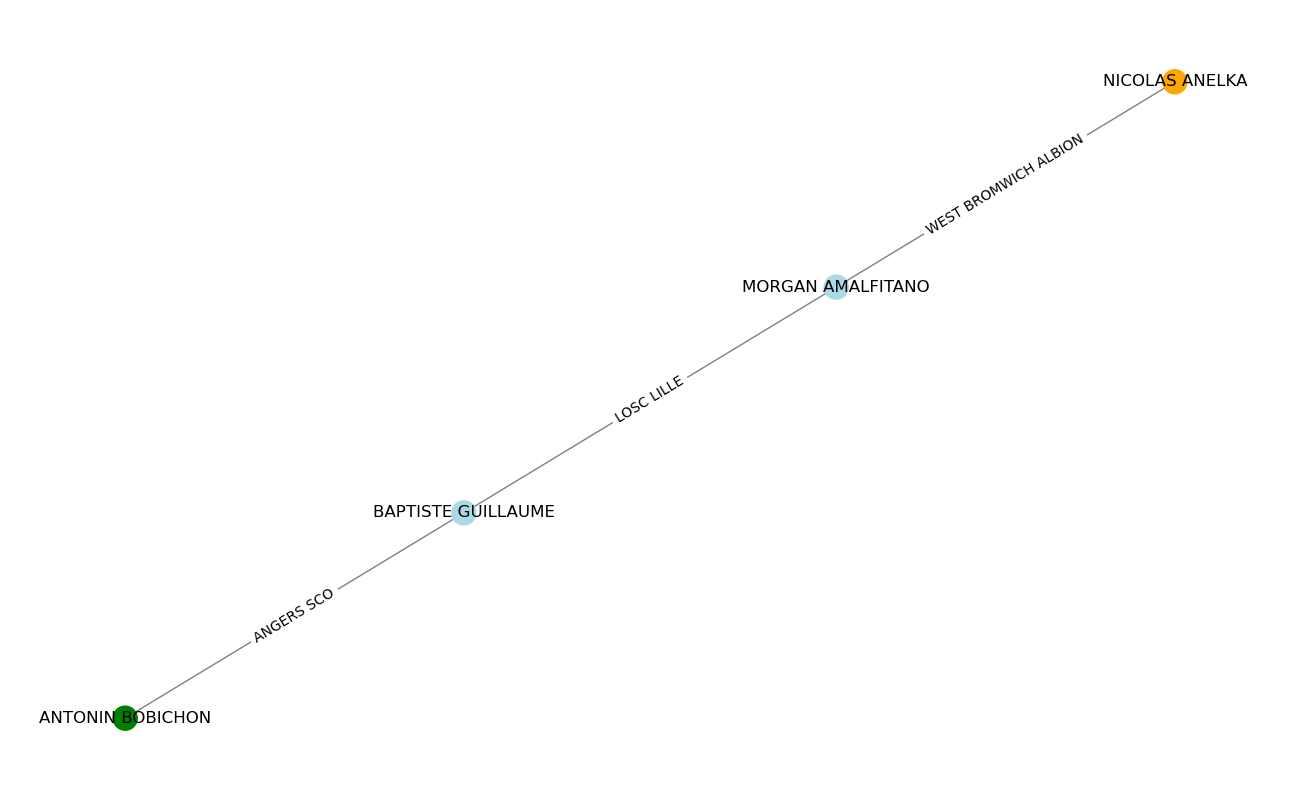 NICOLAS ANELKA
WEST BROMWICH ALBION
MORGAN AMALFITANO
LOSC LILLE
BAPTISTE GUILLAUME
ANGERS SCO
ANTONIN BOBICHON